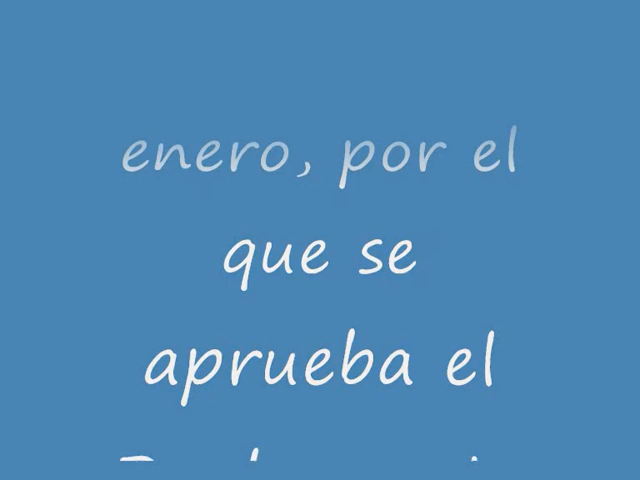 enero, por el
que se
aprueba el